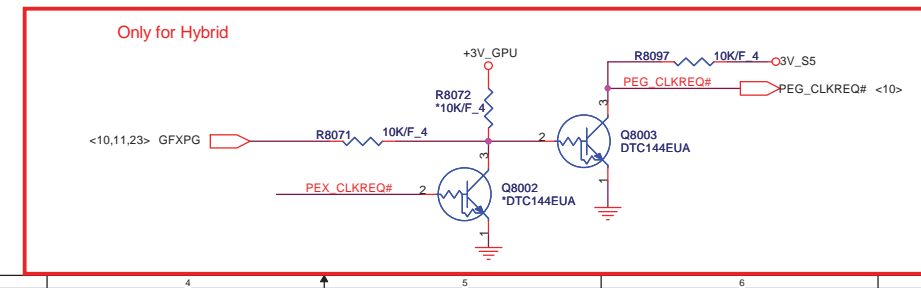 Only for Hybrid
+3V_GPU
R8097 10K/F_4 3V_S5
PEG_CLKREQ# PEG_CLKREQ# <10>
R8072
*10K/F_4
3
<10,11,23> GFXPG R8071 10K/F_4 2 Q8003
DTC144EUA
3
PEX_CLKREQ# 2 Q8002
*DTC144EUA
1
1
4 5 6